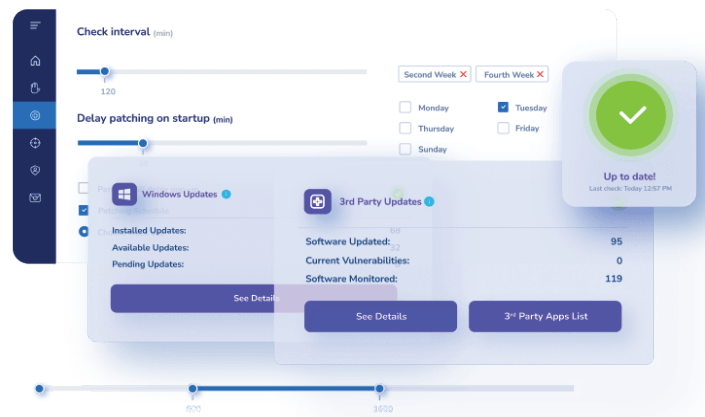 Check interval (min)
120
Second Week Fourth Week
Monday Tuesday
Thursday Friday
Sunday
Delay patching on startup (min)
Up to date!
Last check: Today 12:57 PM
Windows Updates
Installed Updates:
Available Updates:
Pending Updates:
See Details
3rd Party Updates
Software Updated: 95
Current Vulnerabilities: 0
Software Monitored: 119
See Details 3rd Party Apps List
600 3600